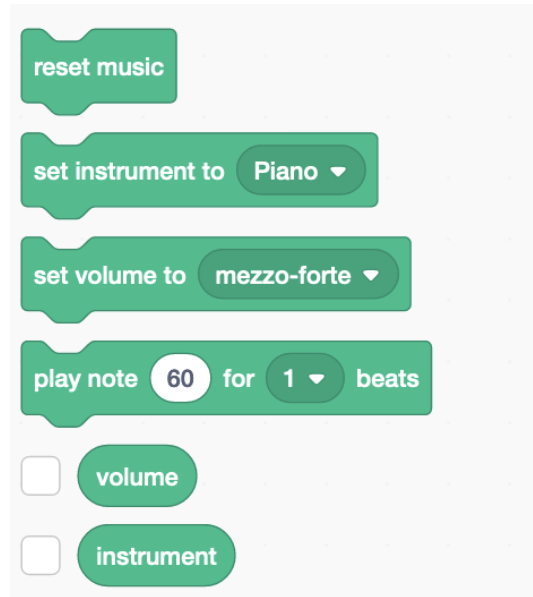 reset music
set instrument to Piano
set volume to mezzo-forte
play note 60 for 1 beats
volume
instrument